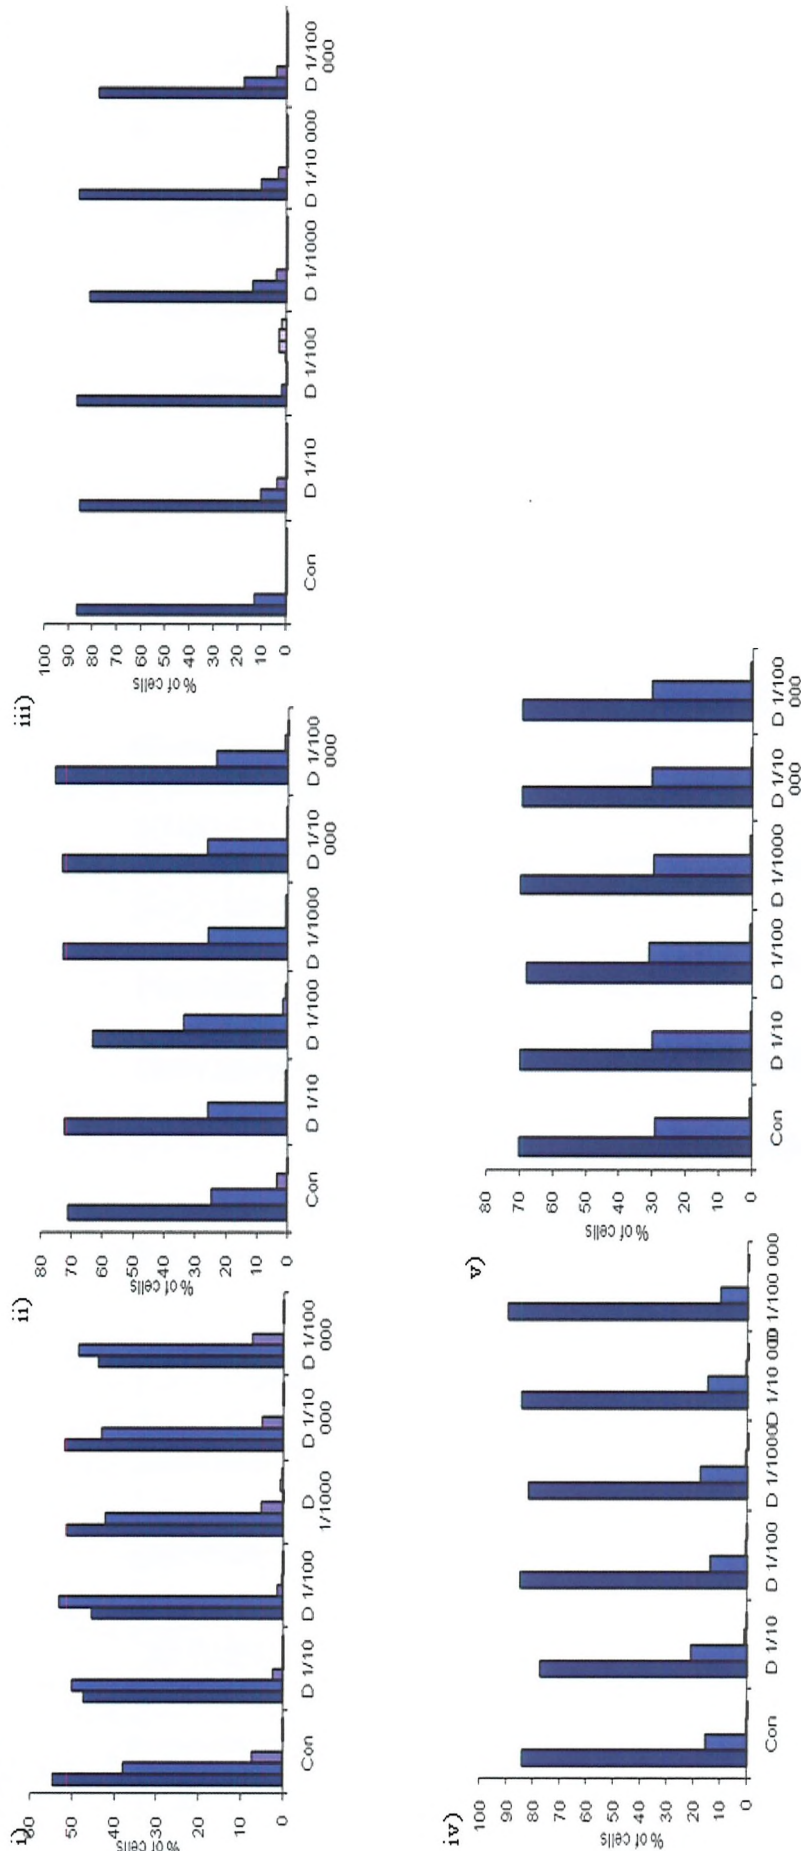 i)
60
50
40
30
20
10
0
% of cells
Con
D 1/10
D 1/100
D
1/1000
D 1/10
000
D 1/100
000
ii)
80
70
60
50
40
30
20
10
0
% of cells
Con
D 1/10
D 1/100
D 1/1000
D 1/10
000
D 1/100
000
iii)
100
90
80
70
60
50
40
30
20
10
0
% of cells
Con
D 1/10
D 1/100
D 1/1000
D 1/10 000
D 1/100
000
iv)
100
90
80
70
60
50
40
30
20
10
0
% of cells
Con
D 1/10
D 1/100
D 1/1000
D 1/10 000
D 1/100 000
v)
80
70
60
50
40
30
20
10
0
% of cells
Con
D 1/10
D 1/100
D 1/1000
D 1/10
000
D 1/100
000